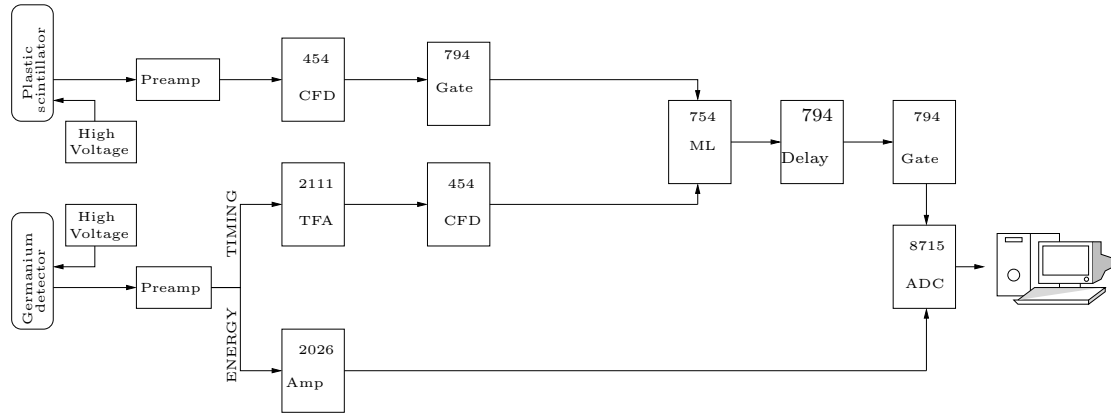 Plastic
scintillator
High
Voltage
Preamp
454
CFD
794
Gate
754
ML
794
Delay
794
Gate
Germanium
detector
High
Voltage
Preamp
TIMING
ENERGY
2111
TFA
454
CFD
2026
Amp
8715
ADC